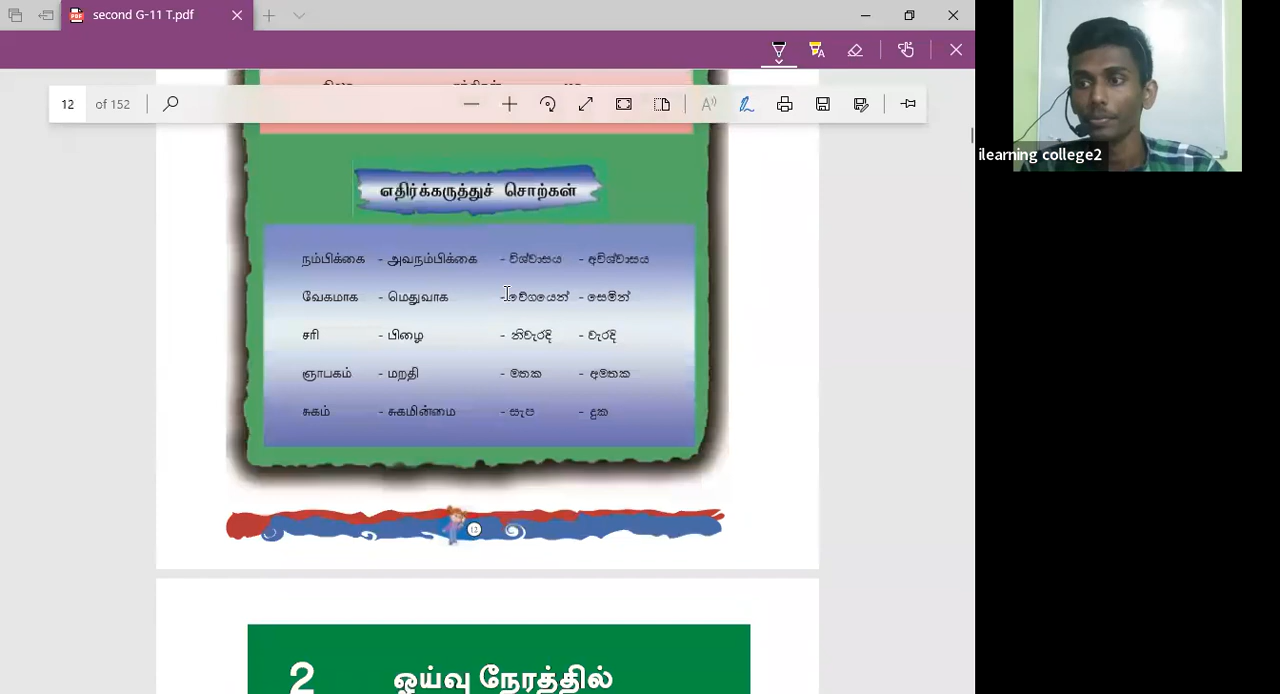 second G-11 T.pdf
12 of 152
எதிர்க்கருத்துச் சொற்கள்
நம்பிக்கை - அவநம்பிக்கை - විශ්වාසය - අවිශ්වාසය
வேகமாக - மெதுவாக - වේගයෙන් - සෙමින්
சரி - பிழை - නිවැරදි - වැරදි
ஞாபகம் - மறதி - මතක - අමතක
சுகம் - சுகமின்மை - සැප - දුක
12
2 ஓய்வு நேரத்தில்
ilearning college2